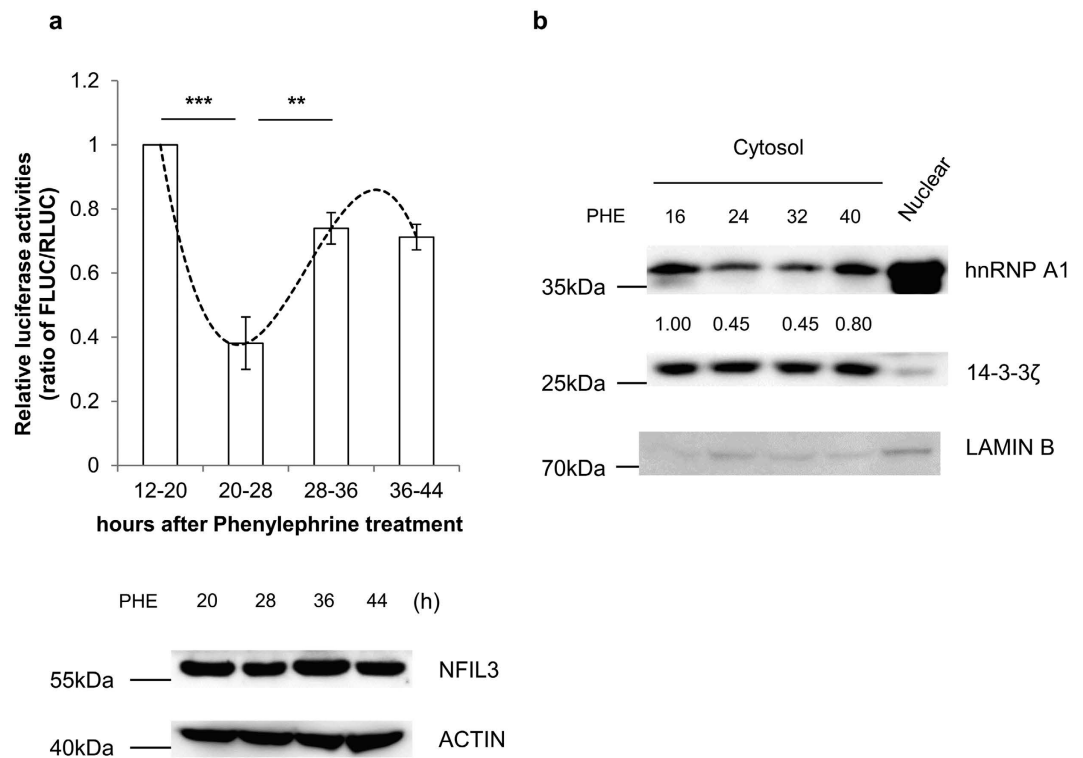 a
Relative luciferase activities
(ratio of FLUC/RLUC)
1.2
1
0.8
0.6
0.4
0.2
0
***
**
12-20 20-28 28-36 36-44
hours after Phenylephrine treatment
PHE 20 28 36 44 (h)
55kDa NFIL3
40kDa ACTIN
b
Cytosol
Nuclear
PHE 16 24 32 40
hnRNP A1
35kDa
1.00 0.45 0.45 0.80
14-3-3ζ
25kDa
LAMIN B
70kDa